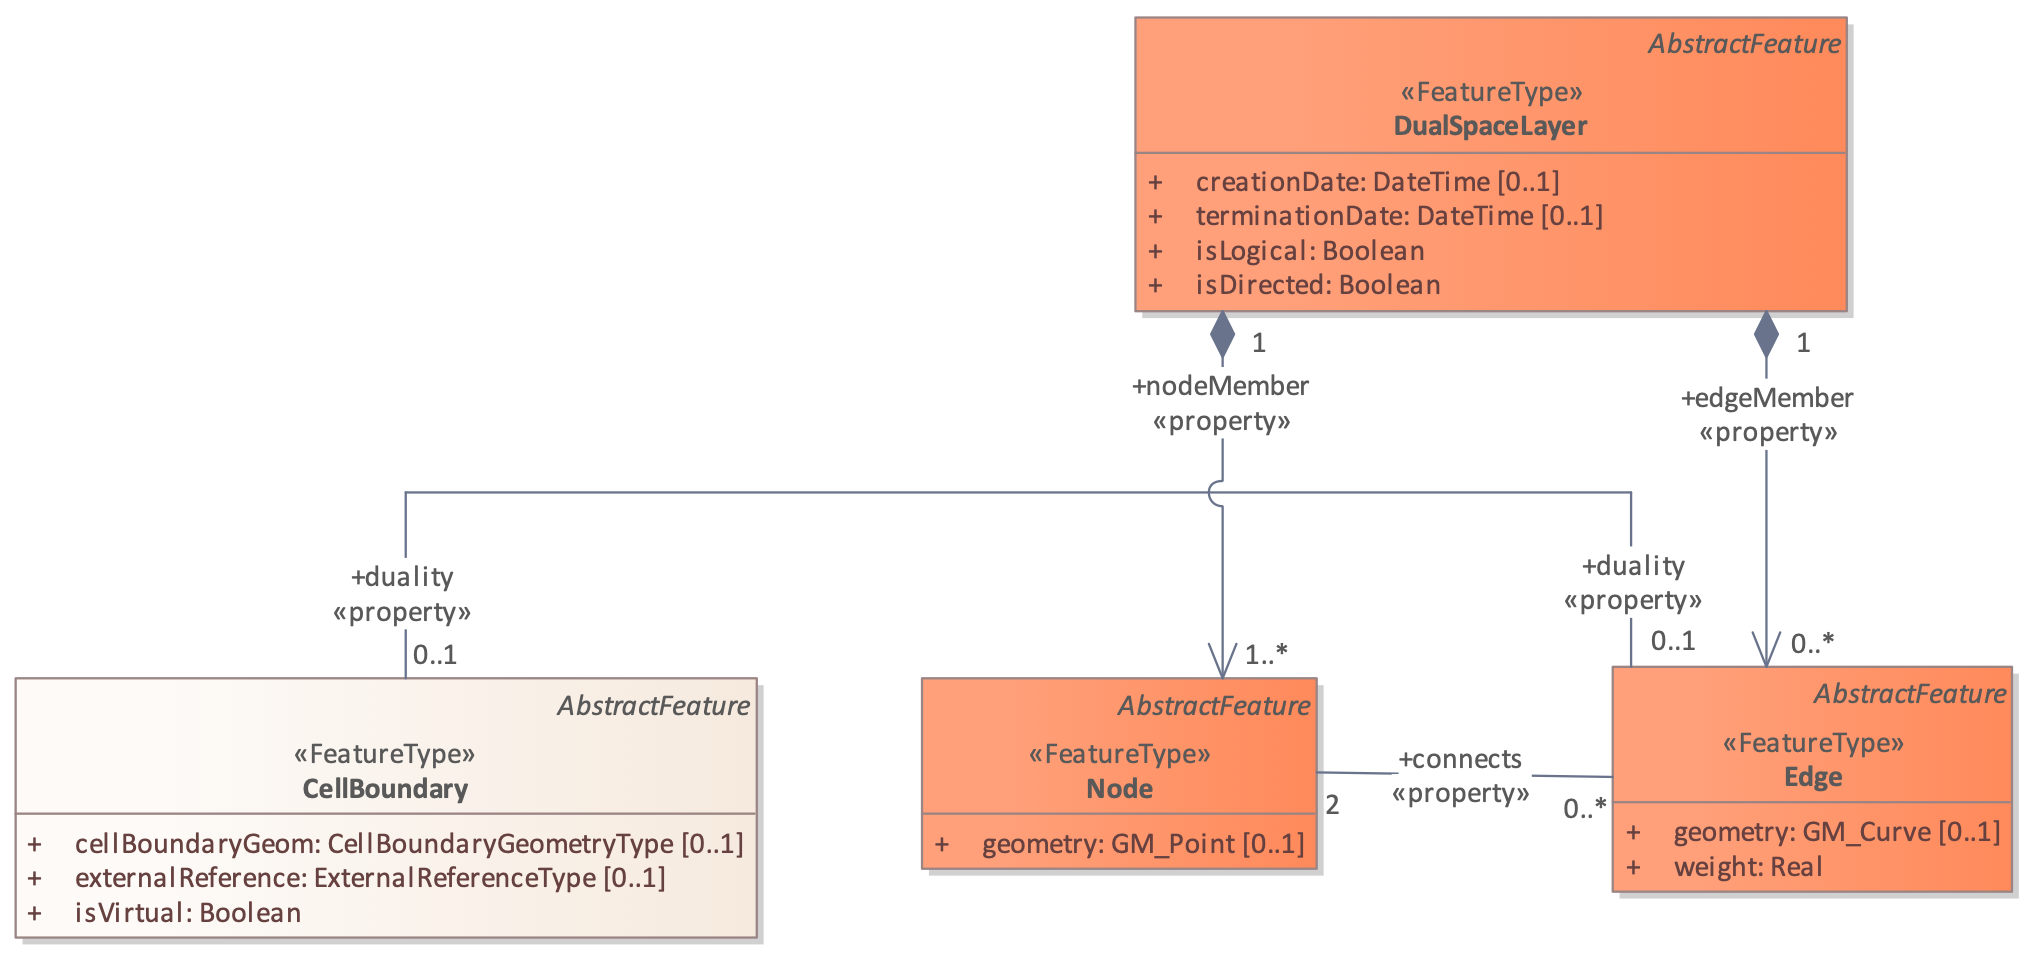 AbstractFeature
«FeatureType»
DualSpaceLayer
+ creationDate: DateTime [0..1]
+ terminationDate: DateTime [0..1]
+ isLogical: Boolean
+ isDirected: Boolean
1
+nodeMember
«property»
1..*
1
+edgeMember
«property»
0..*
+duality
«property»
0..1
+duality
«property»
0..1
AbstractFeature
«FeatureType»
CellBoundary
+ cellBoundaryGeom: CellBoundaryGeometryType [0..1]
+ externalReference: ExternalReferenceType [0..1]
+ isVirtual: Boolean
AbstractFeature
«FeatureType»
Node
+ geometry: GM_Point [0..1]
2
+connects
«property»
0..*
AbstractFeature
«FeatureType»
Edge
+ geometry: GM_Curve [0..1]
+ weight: Real